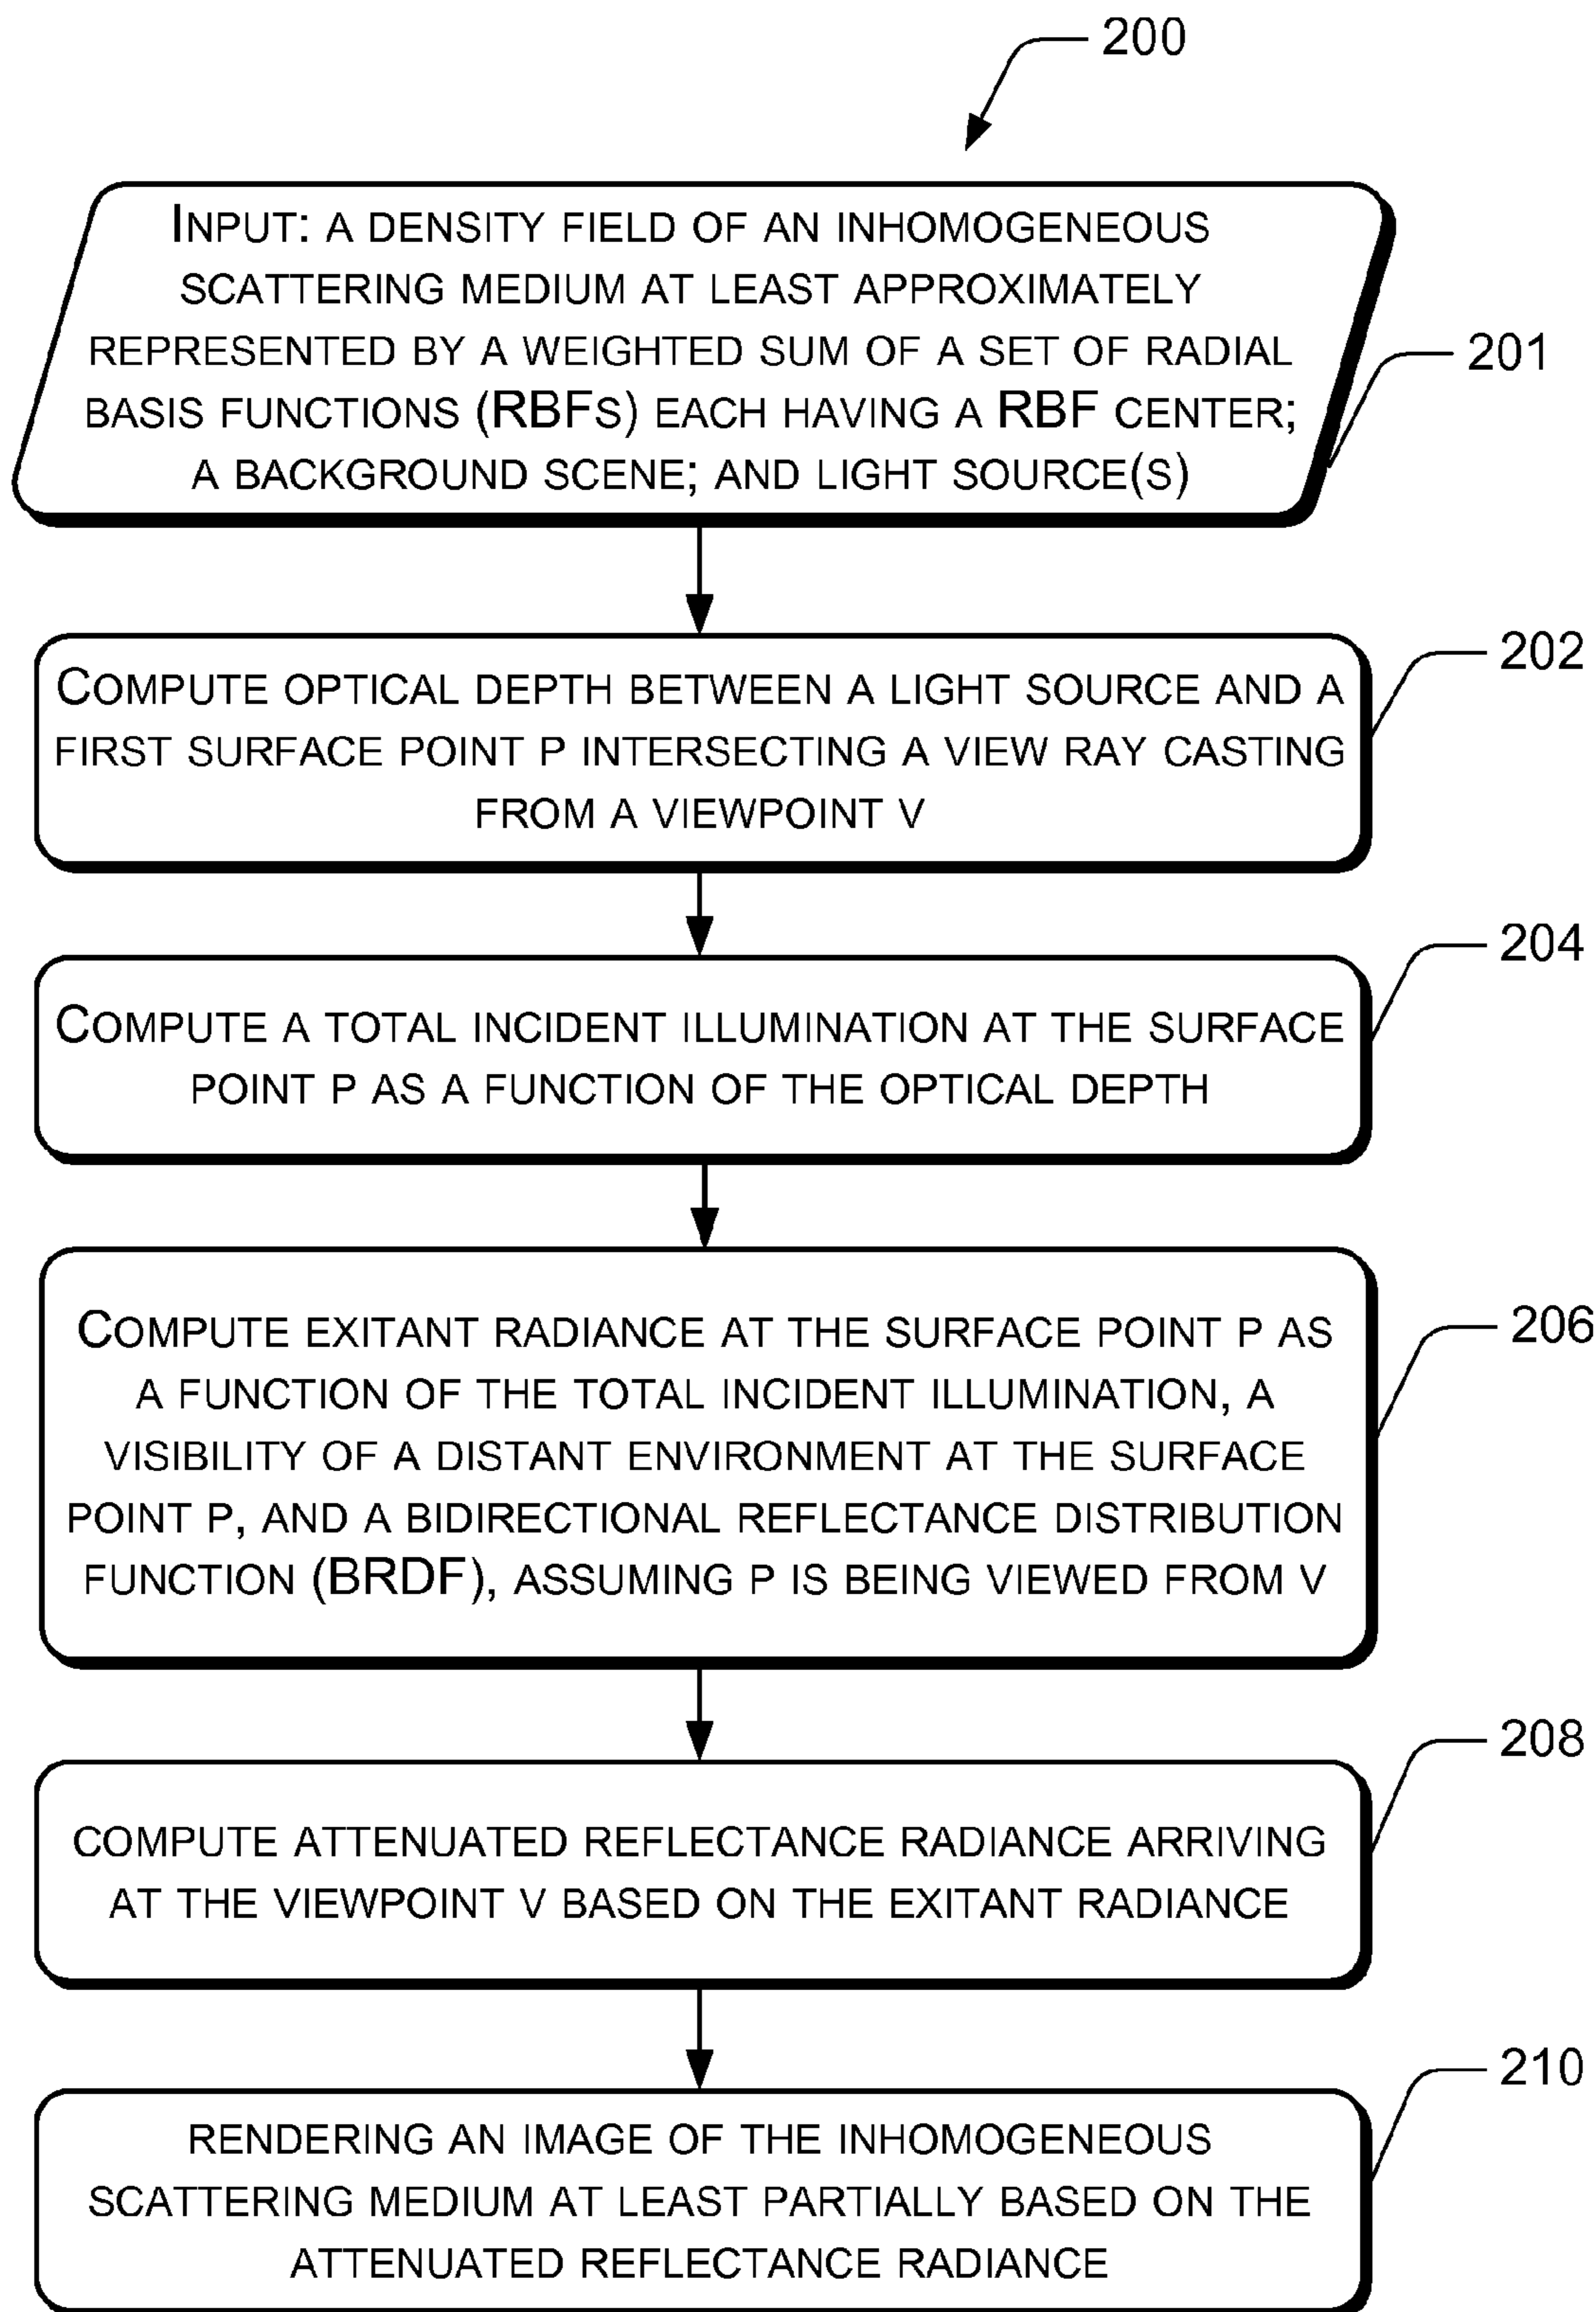 200
INPUT: A DENSITY FIELD OF AN INHOMOGENEOUS
SCATTERING MEDIUM AT LEAST APPROXIMATELY
REPRESENTED BY A WEIGHTED SUM OF A SET OF RADIAL
BASIS FUNCTIONS (RBFS) EACH HAVING A RBF CENTER;
A BACKGROUND SCENE; AND LIGHT SOURCE(S)
201
COMPUTE OPTICAL DEPTH BETWEEN A LIGHT SOURCE AND A
FIRST SURFACE POINT P INTERSECTING A VIEW RAY CASTING
FROM A VIEWPOINT V
202
COMPUTE A TOTAL INCIDENT ILLUMINATION AT THE SURFACE
POINT P AS A FUNCTION OF THE OPTICAL DEPTH
204
COMPUTE EXITANT RADIANCE AT THE SURFACE POINT P AS
A FUNCTION OF THE TOTAL INCIDENT ILLUMINATION, A
VISIBILITY OF A DISTANT ENVIRONMENT AT THE SURFACE
POINT P, AND A BIDIRECTIONAL REFLECTANCE DISTRIBUTION
FUNCTION (BRDF), ASSUMING P IS BEING VIEWED FROM V
206
COMPUTE ATTENUATED REFLECTANCE RADIANCE ARRIVING
AT THE VIEWPOINT V BASED ON THE EXITANT RADIANCE
208
RENDERING AN IMAGE OF THE INHOMOGENEOUS
SCATTERING MEDIUM AT LEAST PARTIALLY BASED ON THE
ATTENUATED REFLECTANCE RADIANCE
210